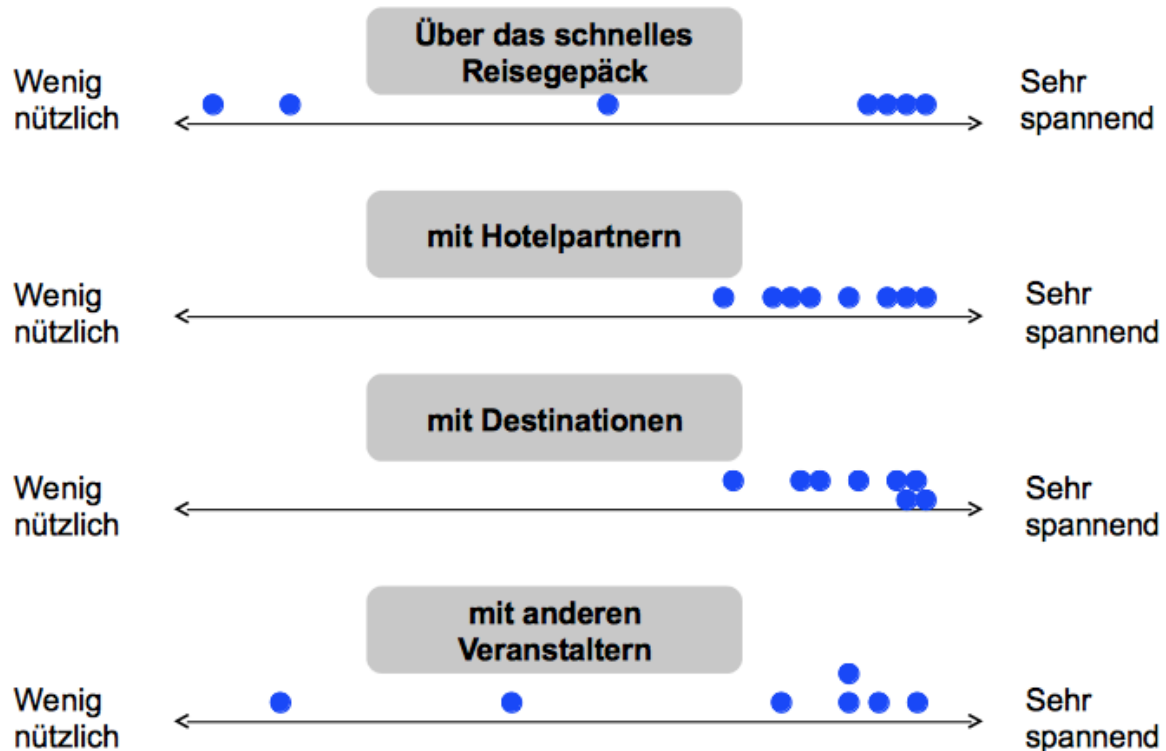 Über das schnelles
Reisegepäck
Wenig
nützlich
Sehr
spannend
mit Hotelpartnern
Wenig
nützlich
Sehr
spannend
mit Destinationen
Wenig
nützlich
Sehr
spannend
mit anderen
Veranstaltern
Wenig
nützlich
Sehr
spannend